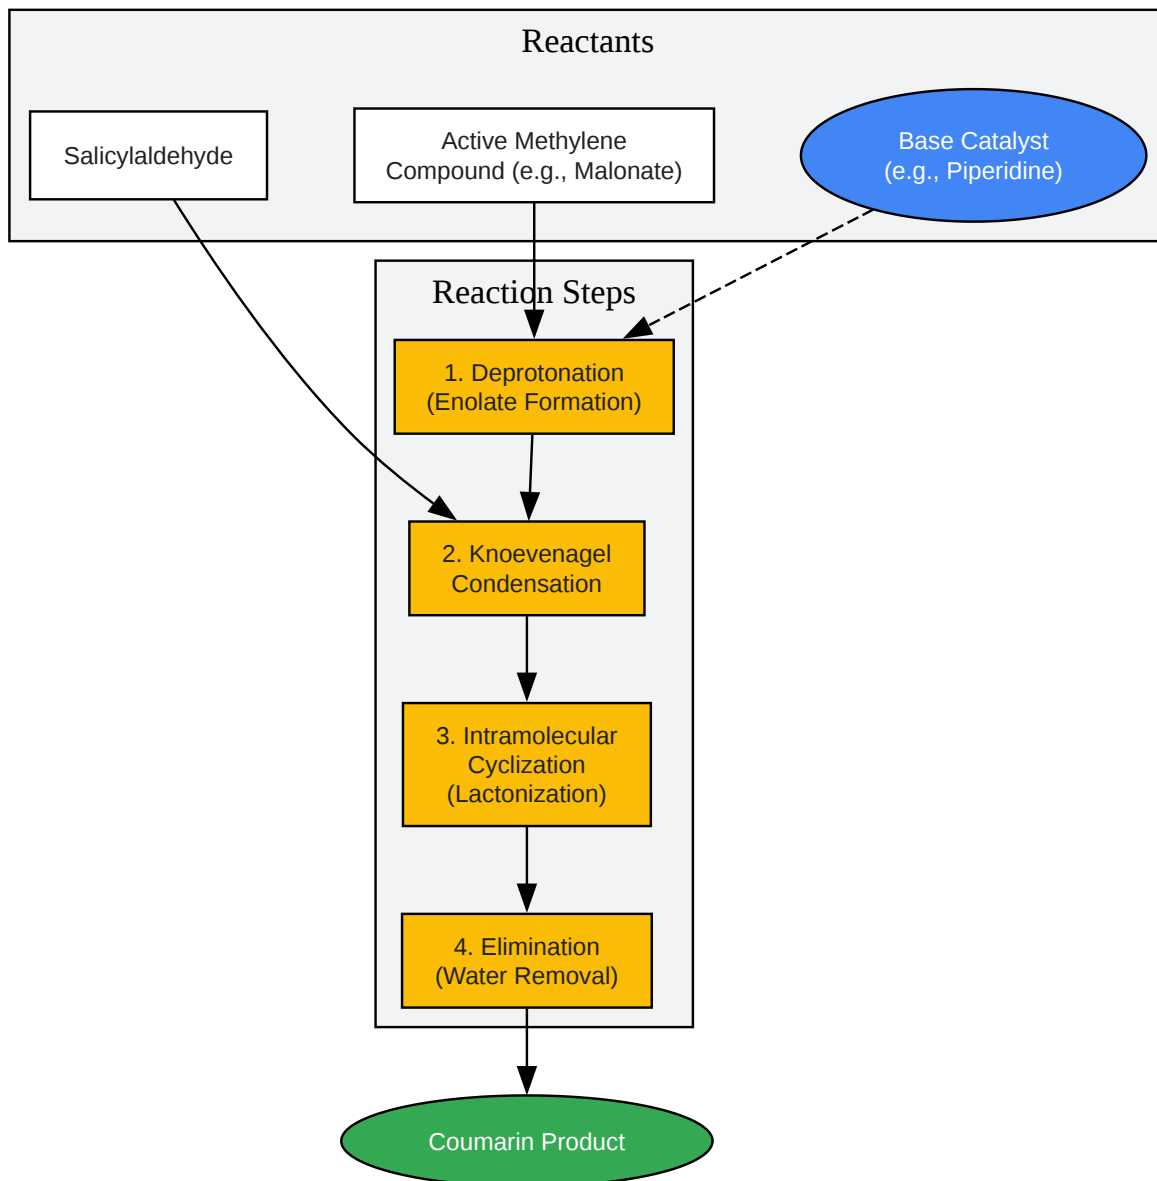 Reactants
Salicylaldehyde
Active Methylene
Compound (e.g., Malonate)
Base Catalyst
(e.g., Piperidine)
Reaction Steps
1. Deprotonation
(Enolate Formation)
2. Knoevenagel
Condensation
3. Intramolecular
Cyclization
(Lactonization)
4. Elimination
(Water Removal)
Coumarin Product